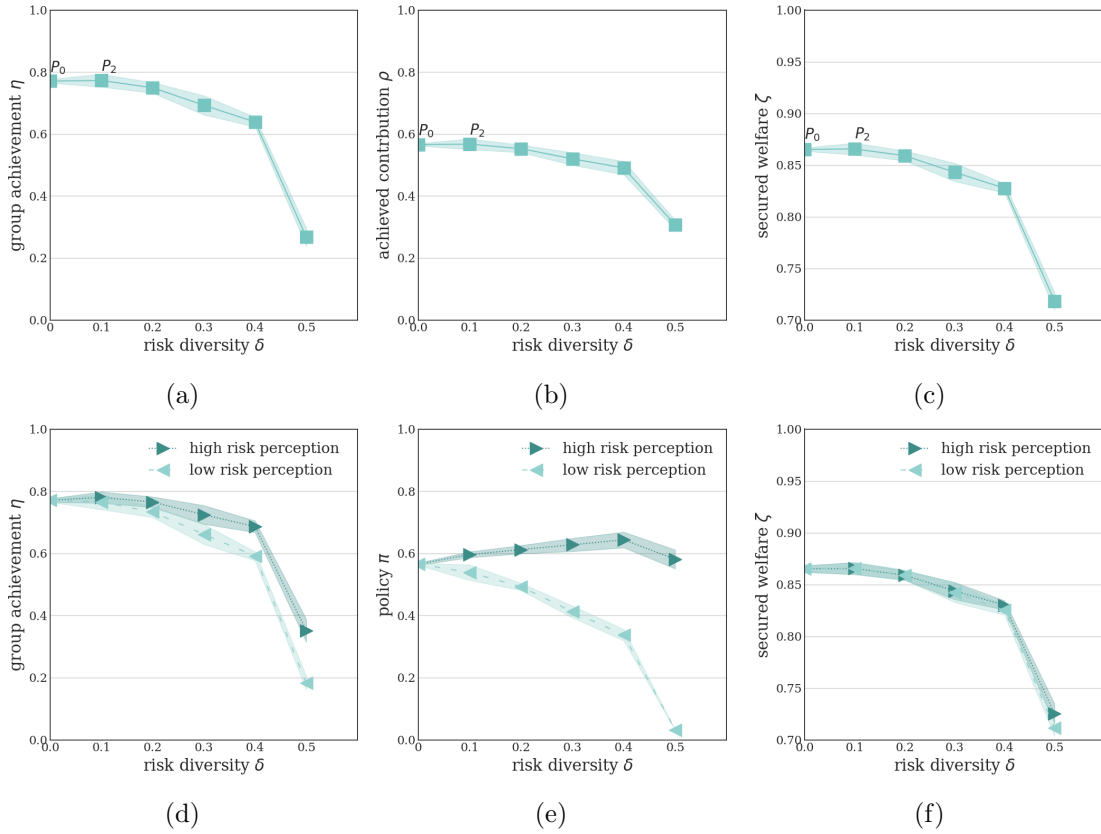 1.0
0.8
0.6
0.4
0.2
0.0
group achievement η
P0
P2
0.0
0.1
0.2
0.3
0.4
0.5
risk diversity δ
(a)
1.0
0.8
0.6
0.4
0.2
0.0
achieved contribution ρ
P0
P2
0.0
0.1
0.2
0.3
0.4
0.5
risk diversity δ
(b)
1.00
0.95
0.90
0.85
0.80
0.75
0.70
secured welfare ζ
P0
P2
0.0
0.1
0.2
0.3
0.4
0.5
risk diversity δ
(c)
1.0
0.8
0.6
0.4
0.2
0.0
group achievement η
high risk perception
low risk perception
0.0
0.1
0.2
0.3
0.4
0.5
risk diversity δ
(d)
1.0
0.8
0.6
0.4
0.2
0.0
policy π
high risk perception
low risk perception
0.0
0.1
0.2
0.3
0.4
0.5
risk diversity δ
(e)
1.00
0.95
0.90
0.85
0.80
0.75
0.70
secured welfare ζ
high risk perception
low risk perception
0.0
0.1
0.2
0.3
0.4
0.5
risk diversity δ
(f)